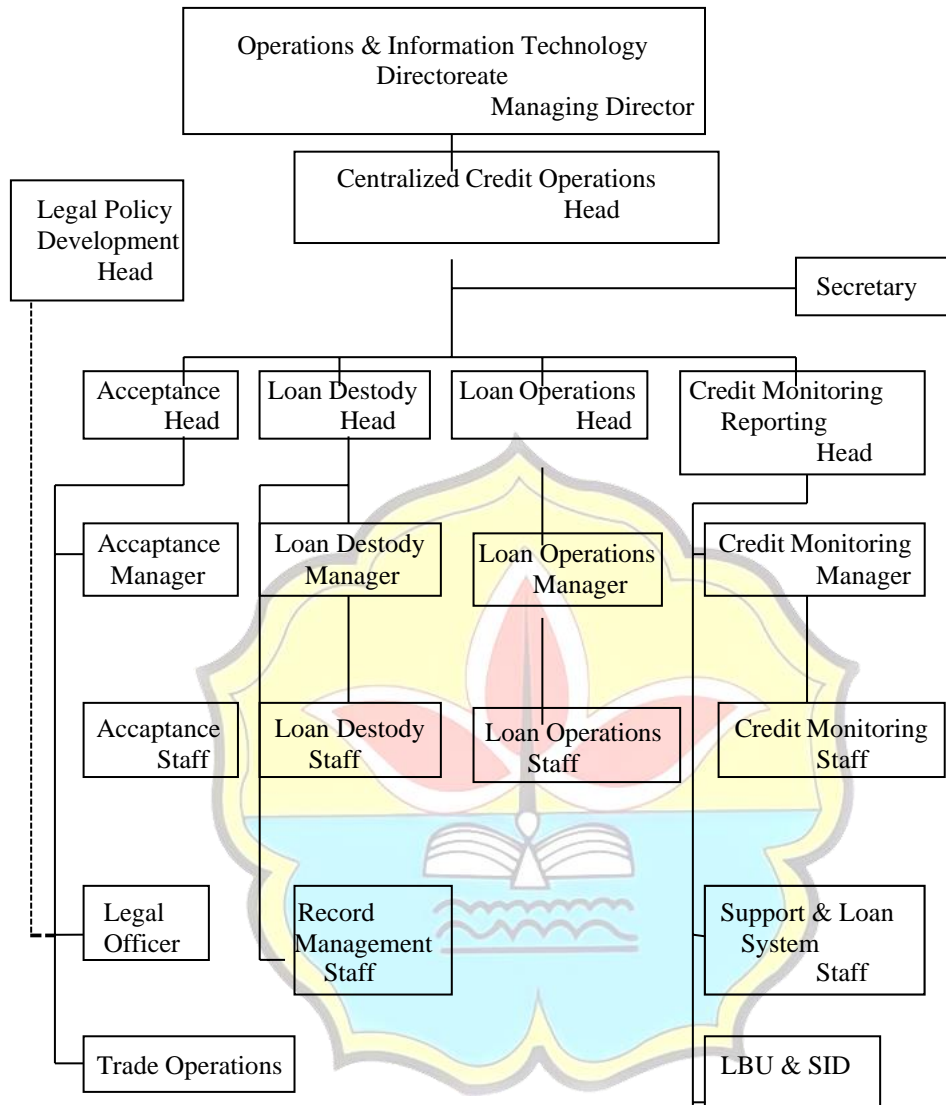 Operations & Information Technology
Directoreate
Managing Director
Centralized Credit Operations
Head
Legal Policy
Development
Head
Secretary
Acceptance
Head
Loan Destody
Head
Loan Operations
Head
Credit Monitoring
Reporting
Head
Accaptance
Manager
Loan Destody
Manager
Loan Operations
Manager
Credit Monitoring
Manager
Acceptance
Staff
Loan Destody
Staff
Loan Operations
Staff
Credit Monitoring
Staff
Legal
Officer
Record
Management
Staff
Support & Loan
System
Staff
Trade Operations
LBU & SID